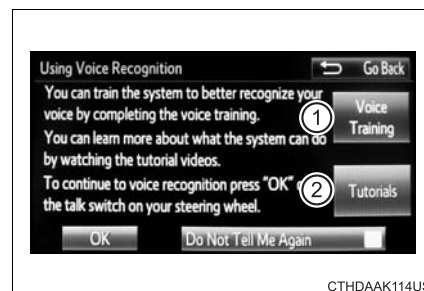 Using Voice Recognition
Go Back
You can train the system to better recognize your
voice by completing the voice training.
You can learn more about what the system can do
by watching the tutorial videos.
To continue to voice recognition press "OK"
the talk switch on your steering wheel.
1
Voice
Training
2
Tutorials
OK
Do Not Tell Me Again
CTHDAAK114US